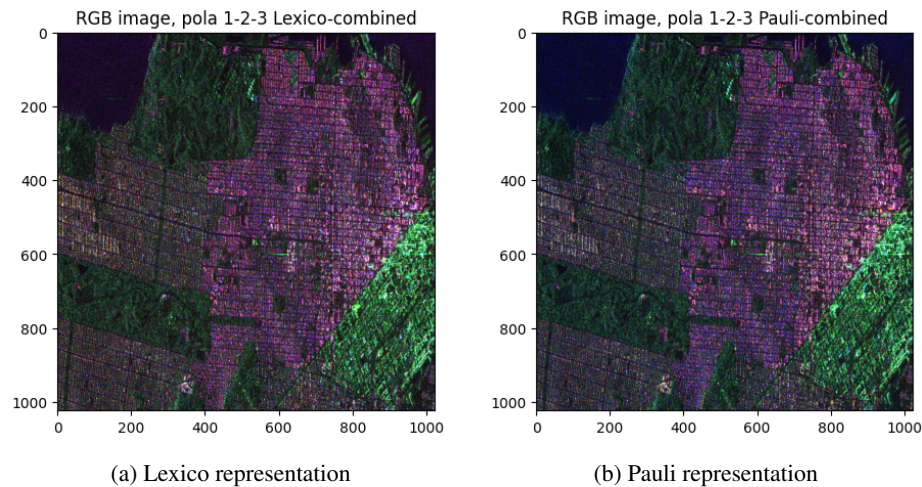 RGB image, pola 1-2-3 Lexico-combined
0
200
400
600
800
1000
0 200 400 600 800 1000
(a) Lexico representation
RGB image, pola 1-2-3 Pauli-combined
0
200
400
600
800
1000
0 200 400 600 800 1000
(b) Pauli representation